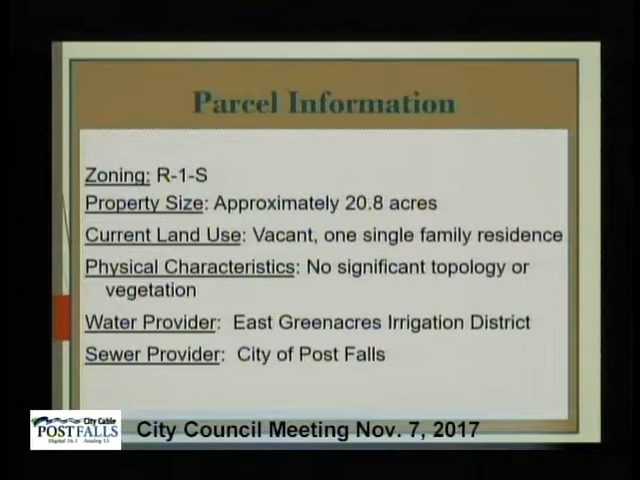 Parcel Information
Zoning: R-1-S
Property Size: Approximately 20.8 acres
Current Land Use: Vacant, one single family residence
Physical Characteristics: No significant topology or
vegetation
Water Provider: East Greenacres Irrigation District
Sewer Provider: City of Post Falls
City Cable
POST FALLS
City Council Meeting Nov. 7, 2017